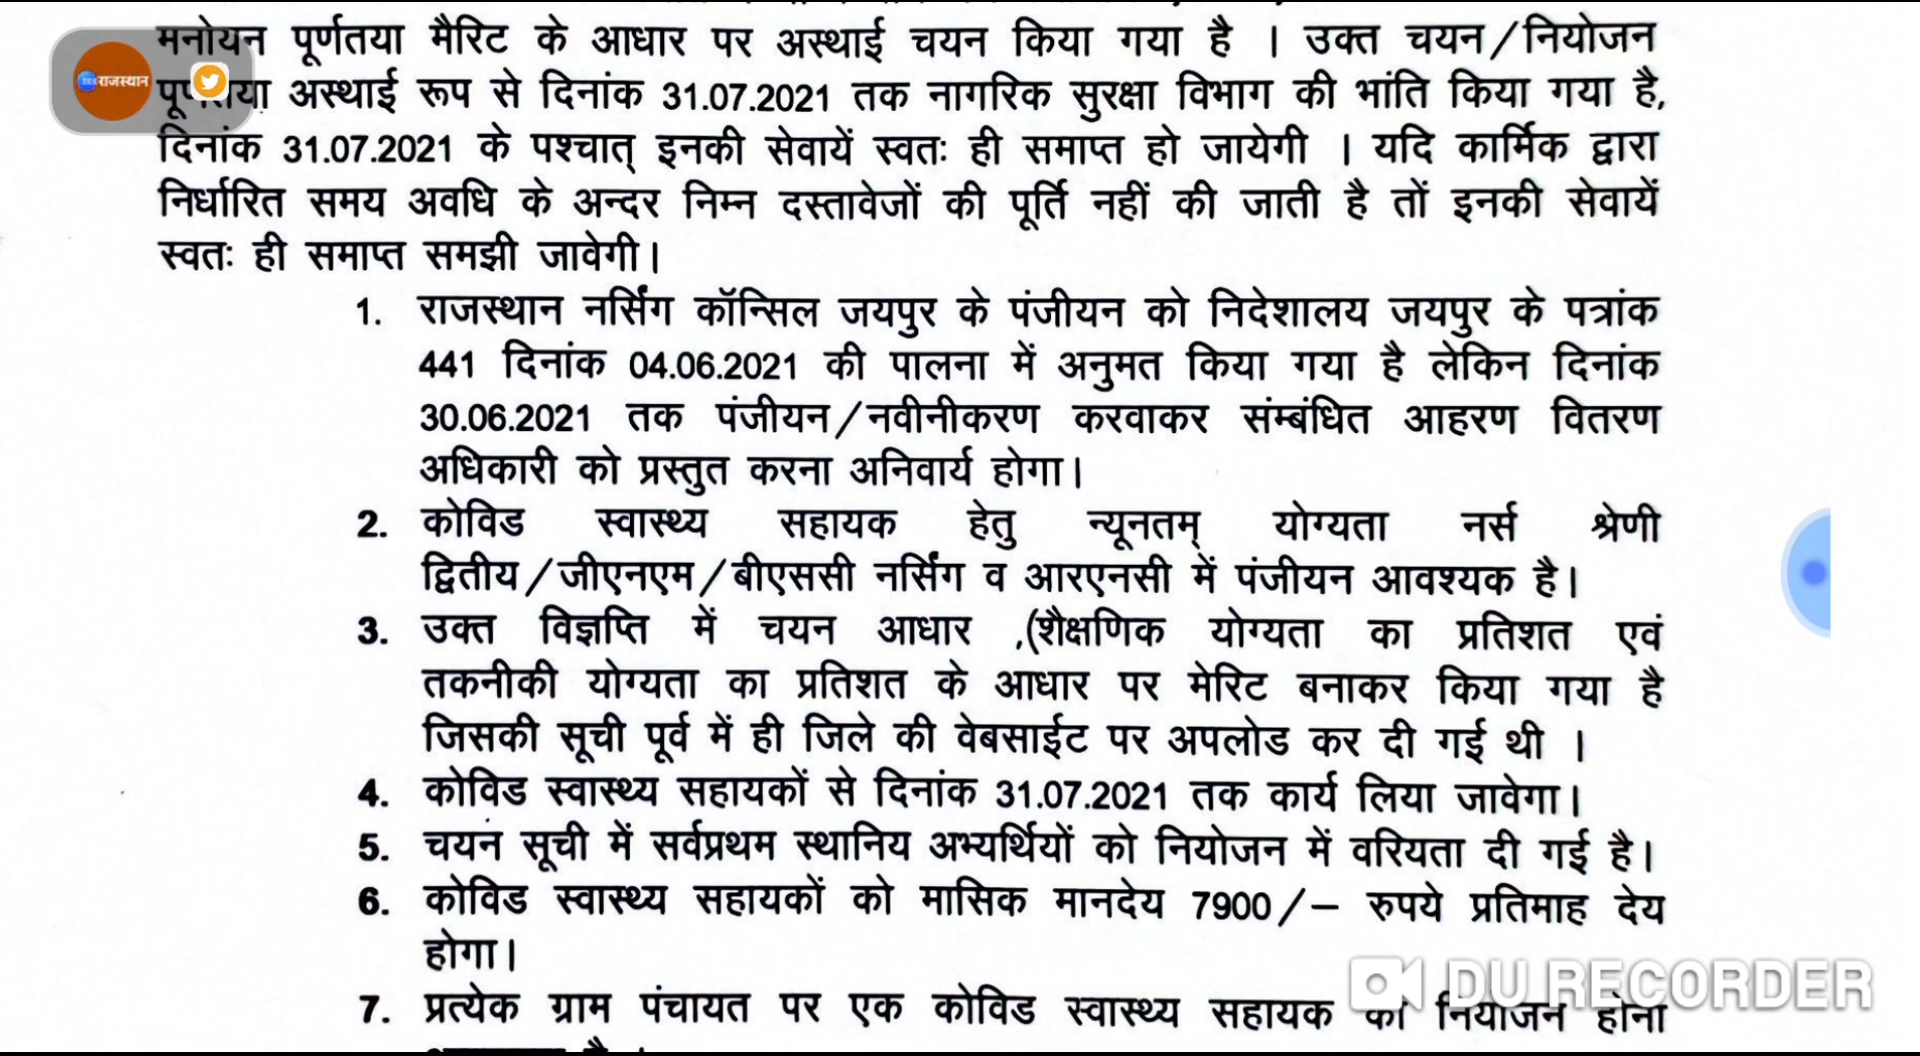 मनोयन पूर्णतया मैरिट के आधार पर अस्थाई चयन किया गया है । उक्त चयन/नियोजन
राजस्थान
पूर्णतया अस्थाई रूप से दिनांक 31.07.2021 तक नागरिक सुरक्षा विभाग की भांति किया गया है,
दिनांक 31.07.2021 के पश्चात् इनकी सेवायें स्वतः ही समाप्त हो जायेगी । यदि कार्मिक द्वारा
निर्धारित समय अवधि के अन्दर निम्न दस्तावेजों की पूर्ति नहीं की जाती है तों इनकी सेवायें
स्वतः ही समाप्त समझी जावेगी।
1. राजस्थान नर्सिंग कॉन्सिल जयपुर के पंजीयन को निदेशालय जयपुर के पत्रांक
441 दिनांक 04.06.2021 की पालना में अनुमत किया गया है लेकिन दिनांक
30.06.2021 तक पंजीयन/नवीनीकरण करवाकर संम्बंधित आहरण वितरण
अधिकारी को प्रस्तुत करना अनिवार्य होगा।
2. कोविड स्वास्थ्य सहायक हेतु न्यूनतम् योग्यता नर्स श्रेणी
द्वितीय/जीएनएम/बीएससी नर्सिंग व आरएनसी में पंजीयन आवश्यक है।
3. उक्त विज्ञप्ति में चयन आधार ,(शैक्षणिक योग्यता का प्रतिशत एवं
तकनीकी योग्यता का प्रतिशत के आधार पर मेरिट बनाकर किया गया है
जिसकी सूची पूर्व में ही जिले की वेबसाईट पर अपलोड कर दी गई थी ।
4. कोविड स्वास्थ्य सहायकों से दिनांक 31.07.2021 तक कार्य लिया जावेगा।
5. चयन सूची में सर्वप्रथम स्थानिय अभ्यर्थियों को नियोजन में वरियता दी गई है।
6. कोविड स्वास्थ्य सहायकों को मासिक मानदेय 7900/– रुपये प्रतिमाह देय
होगा।
7. प्रत्येक ग्राम पंचायत पर एक कोविड स्वास्थ्य सहायक का नियोजन होना
DU RECORDER